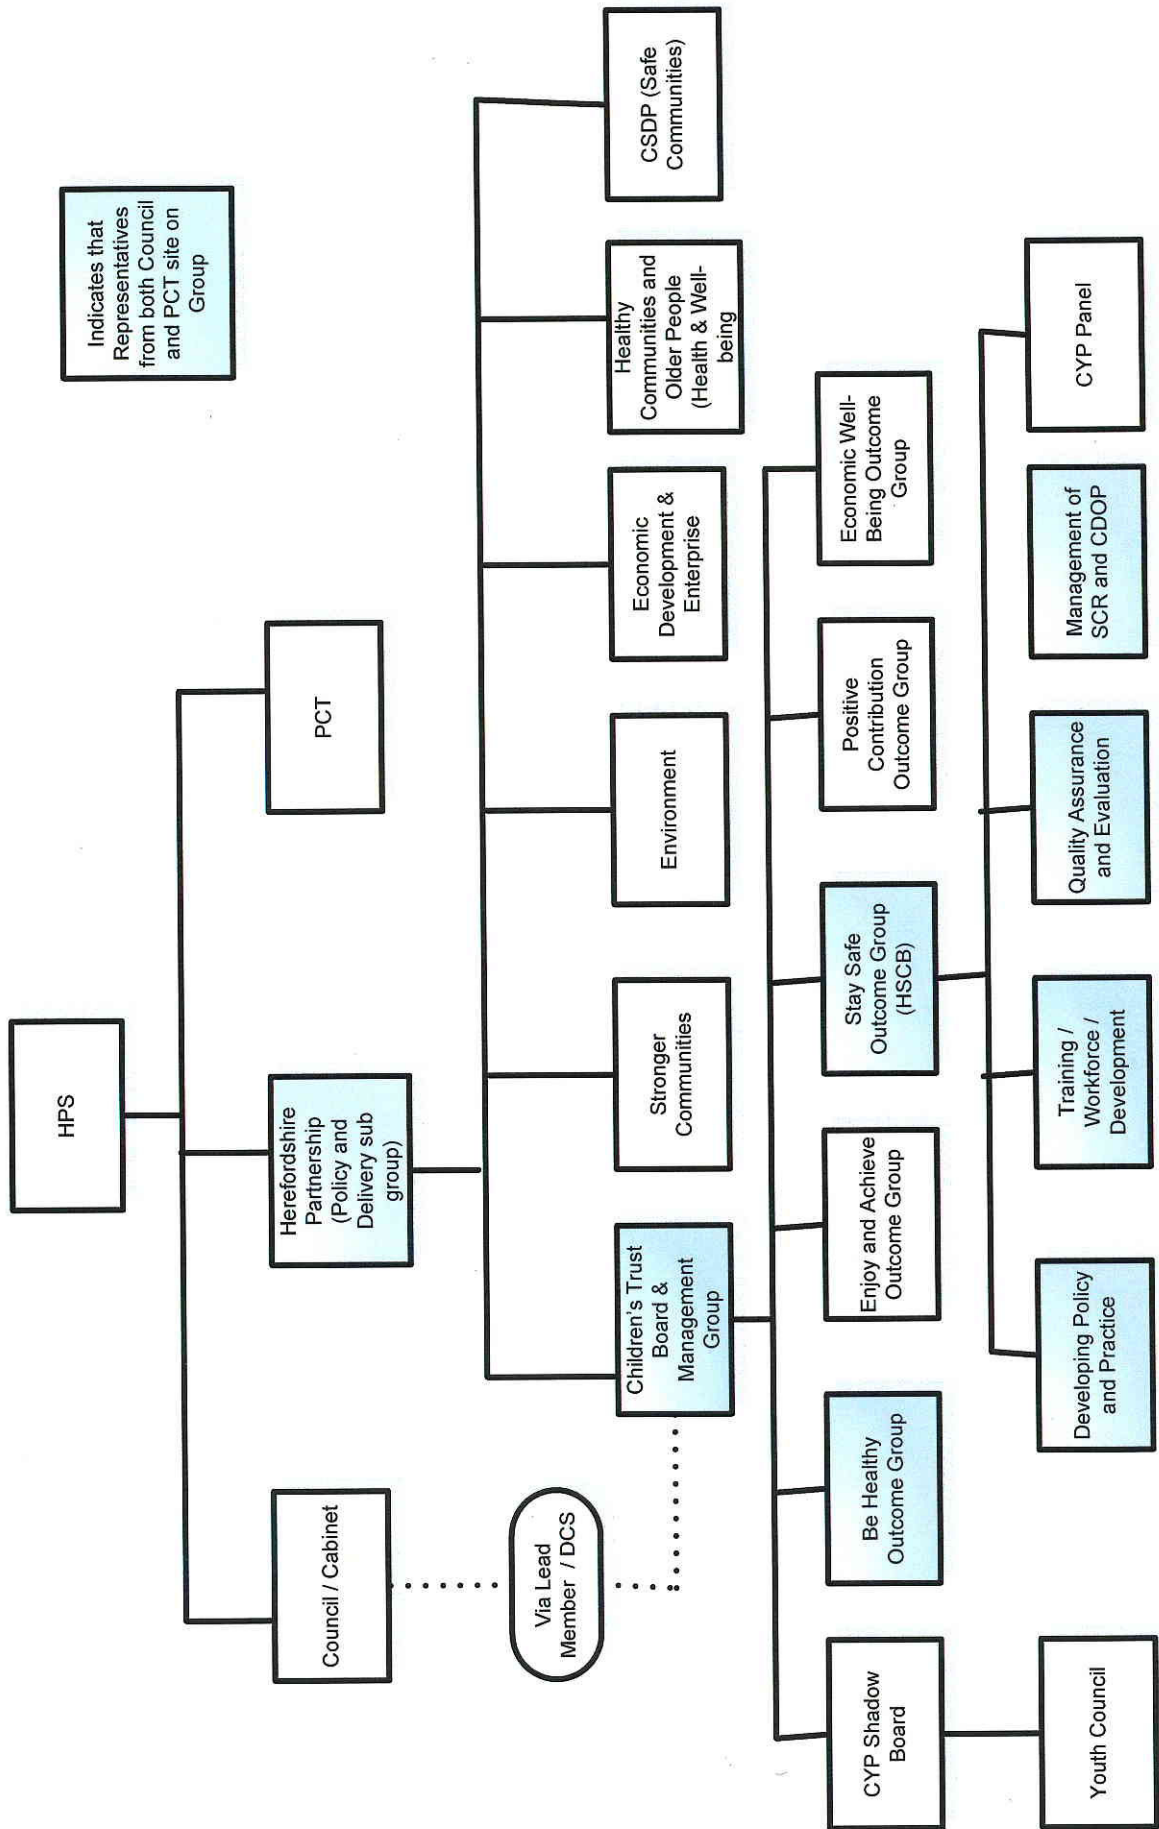 Indicates that
Representatives
from both Council
and PCT site on
Group
HPS
Council / Cabinet
Herefordshire
Partnership
(Policy and
Delivery sub
group)
PCT
Via Lead
Member / DCS
Children's Trust
Board &
Management
Group
Stronger
Communities
Environment
Economic
Development &
Enterprise
Healthy
Communities and
Older People
(Health & Well-
being
CSDP (Safe
Communities)
CYP Shadow
Board
Be Healthy
Outcome Group
Enjoy and Achieve
Outcome Group
Stay Safe
Outcome Group
(HSCB)
Positive
Contribution
Outcome Group
Economic Well-
Being Outcome
Group
Youth Council
Developing Policy
and Practice
Training /
Workforce /
Development
Quality Assurance
and Evaluation
Management of
SCR and CDOP
CYP Panel